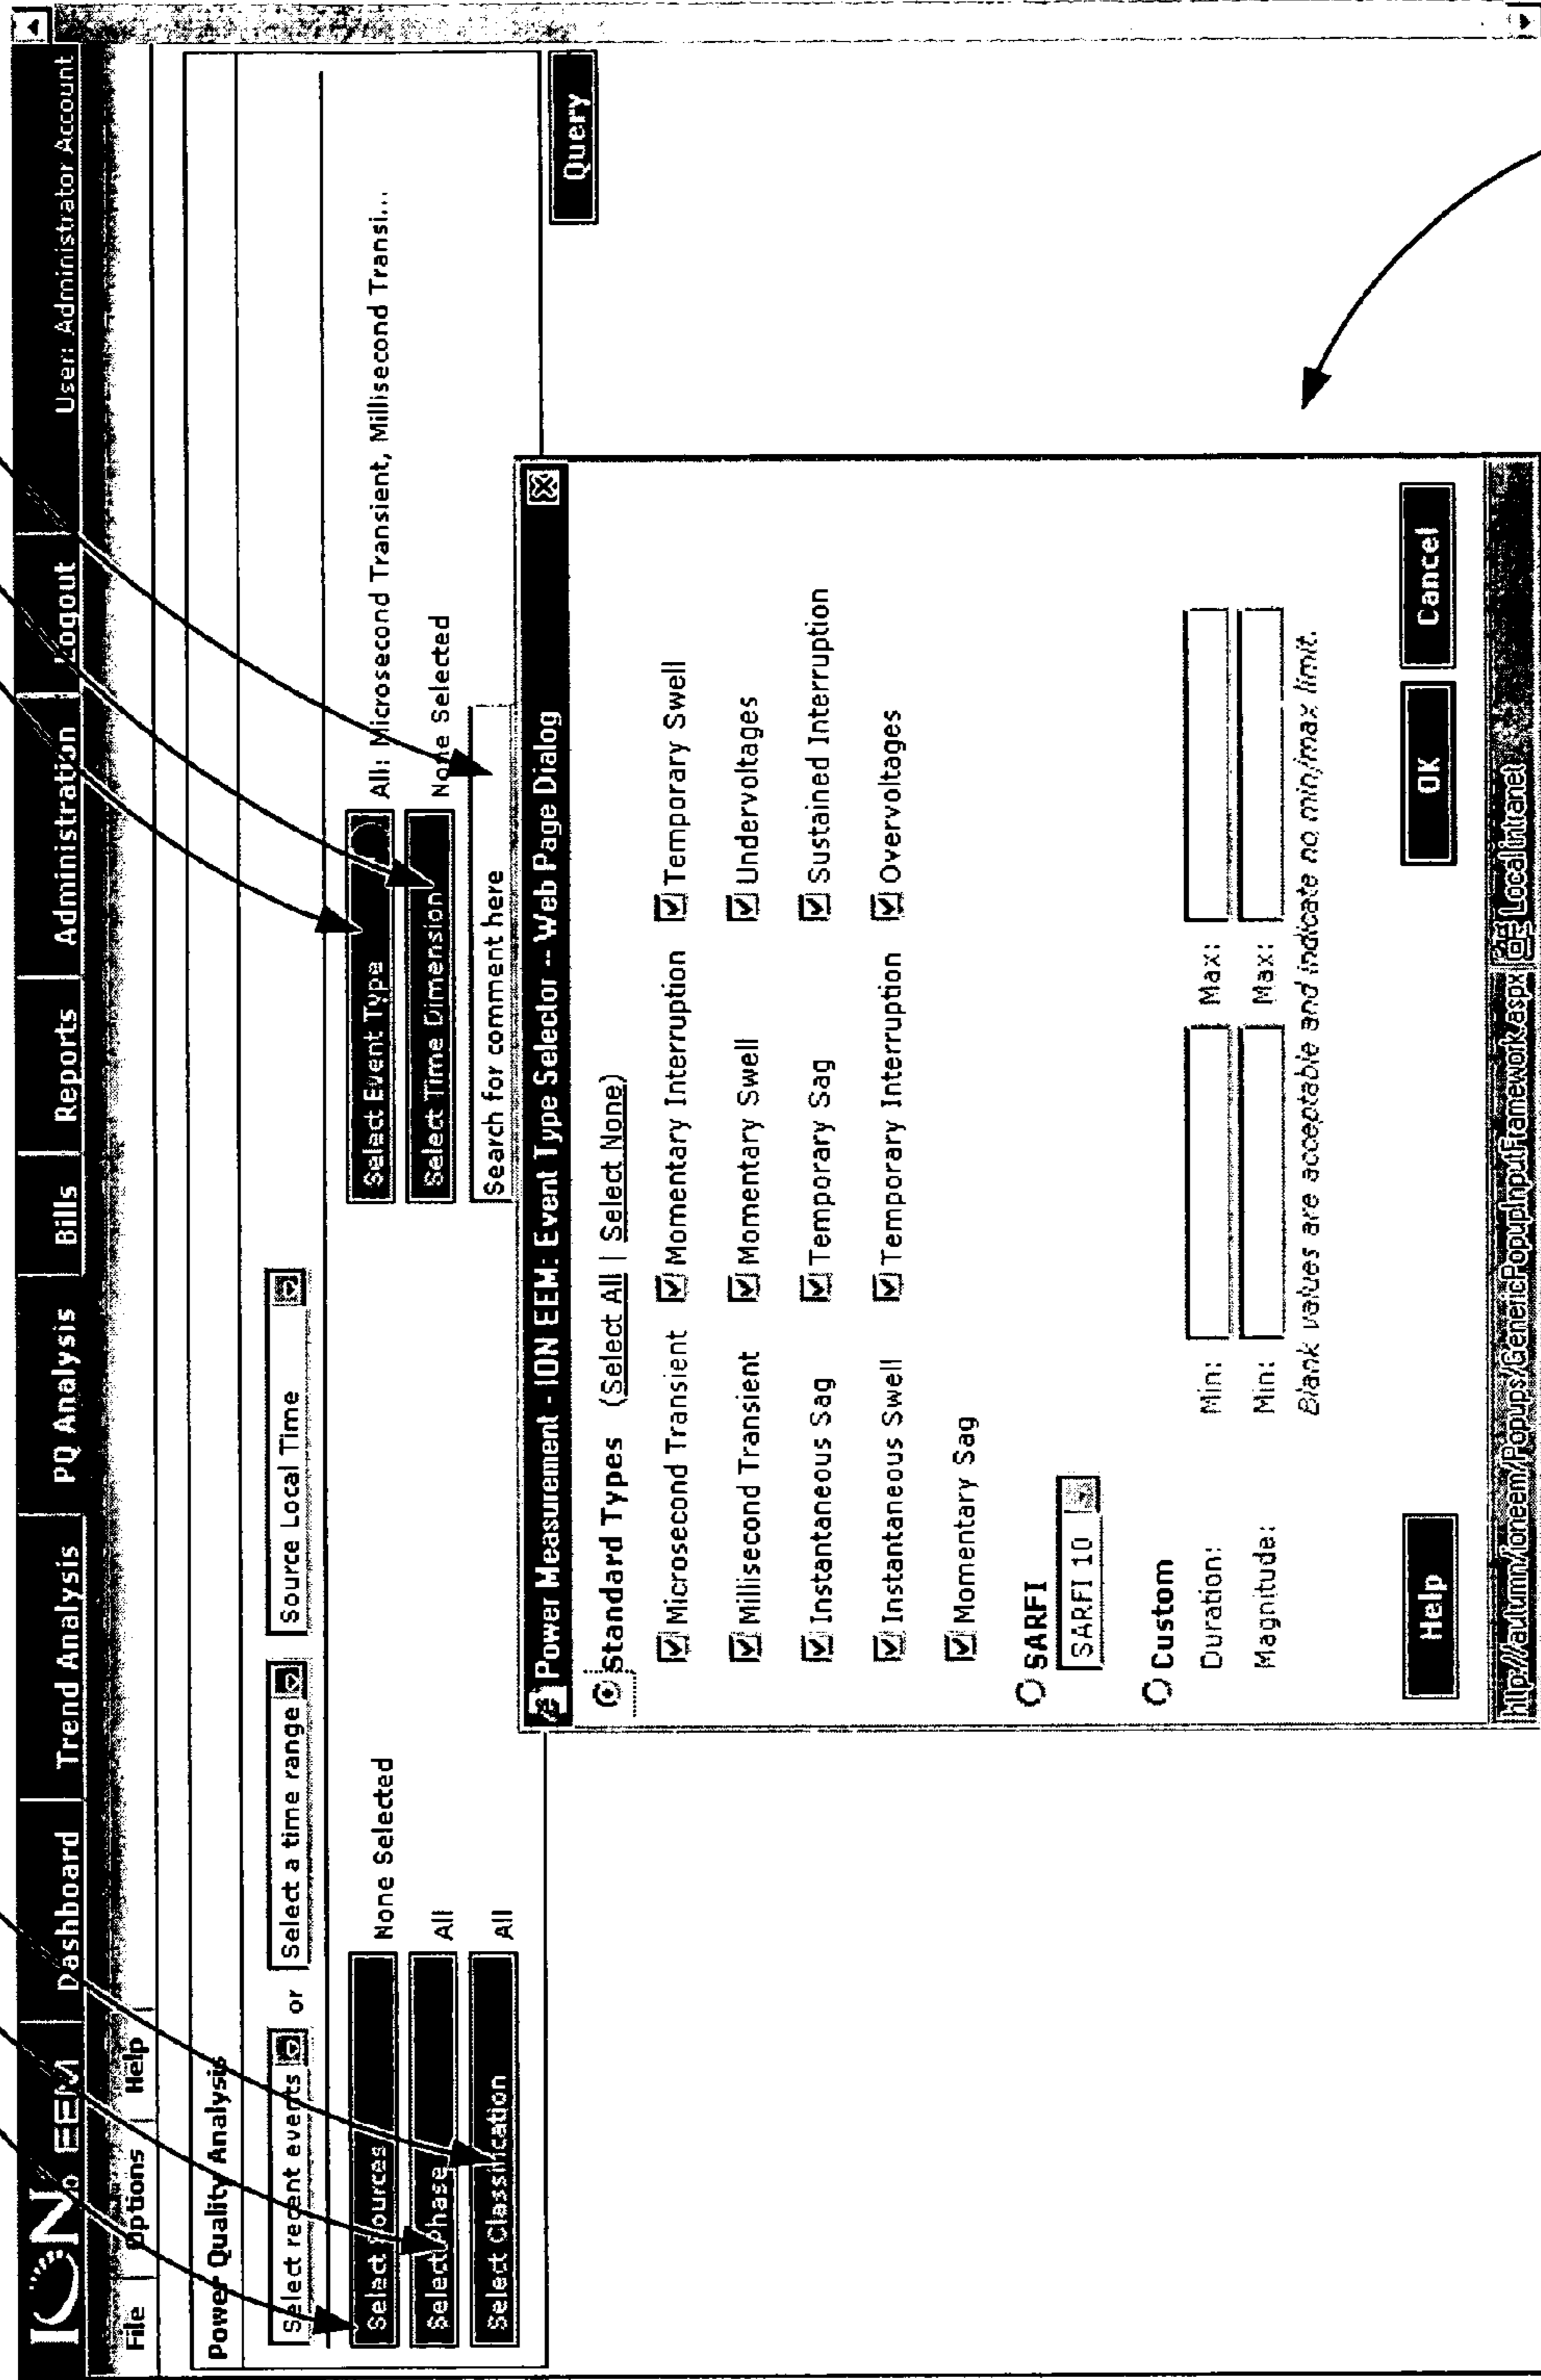 ION EEM Dashboard Trend Analysis PQ Analysis Bills Reports Administration Logout User: Administrator Account
File Options Help
Power Quality Analysis
Select recent events or Select a time range Source Local Time
Select Sources None Selected Select Event Type All: Microsecond Transient, Millisecond Transi...
Select Phase All Select Time Dimension None Selected
Select Classification All Search for comment here
Query
Power Measurement - ION EEM: Event Type Selector -- Web Page Dialog
Standard Types (Select All | Select None)
Microsecond Transient Momentary Interruption Temporary Swell
Millisecond Transient Momentary Swell Undervoltages
Instantaneous Sag Temporary Sag Sustained Interruption
Instantaneous Swell Temporary Interruption Overvoltages
Momentary Sag
SARFI
SARFI 10
Custom
Duration: Min: Max:
Magnitude: Min: Max:
Blank values are acceptable and indicate no min/max limit.
Help OK Cancel
http://autumn/ioneem/Popups/GenericPopupInputFramework.aspx Local intranet